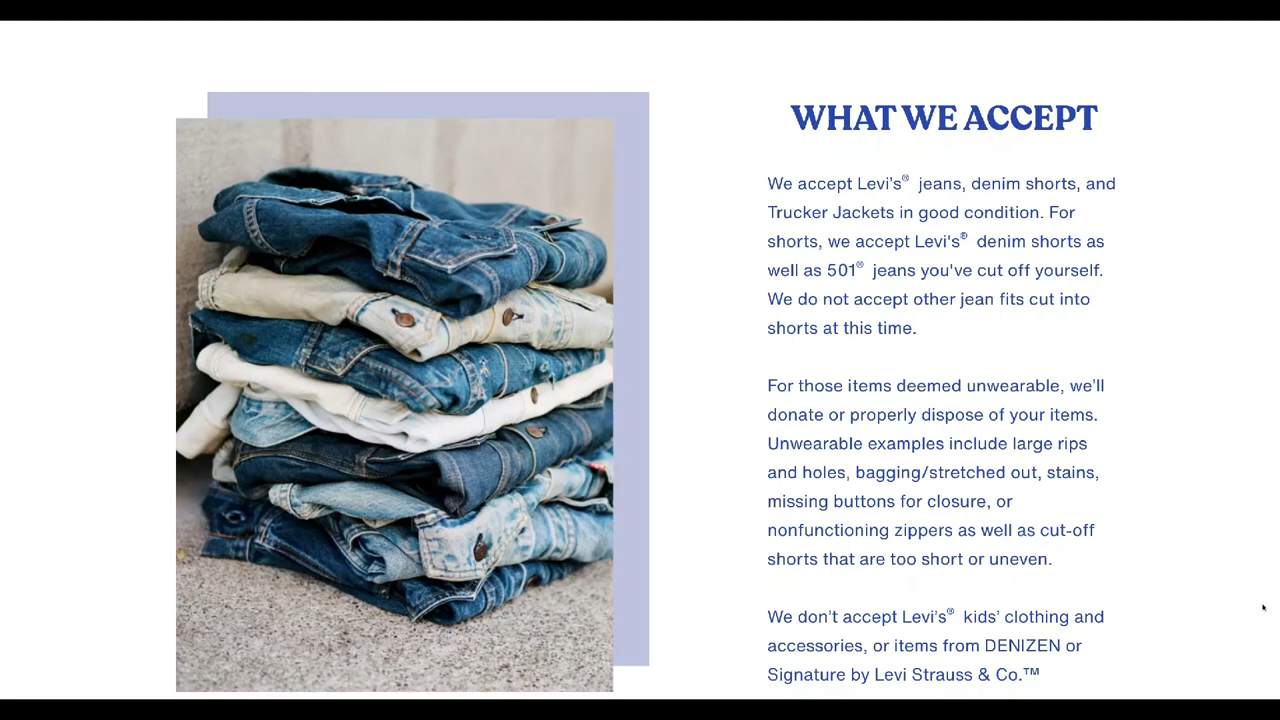 WHAT WE ACCEPT
We accept Levi’s® jeans, denim shorts, and
Trucker Jackets in good condition. For
shorts, we accept Levi's® denim shorts as
well as 501® jeans you've cut off yourself.
We do not accept other jean fits cut into
shorts at this time.
For those items deemed unwearable, we’ll
donate or properly dispose of your items.
Unwearable examples include large rips
and holes, bagging/stretched out, stains,
missing buttons for closure, or
nonfunctioning zippers as well as cut-off
shorts that are too short or uneven.
We don’t accept Levi’s® kids’ clothing and
accessories, or items from DENIZEN or
Signature by Levi Strauss & Co.™